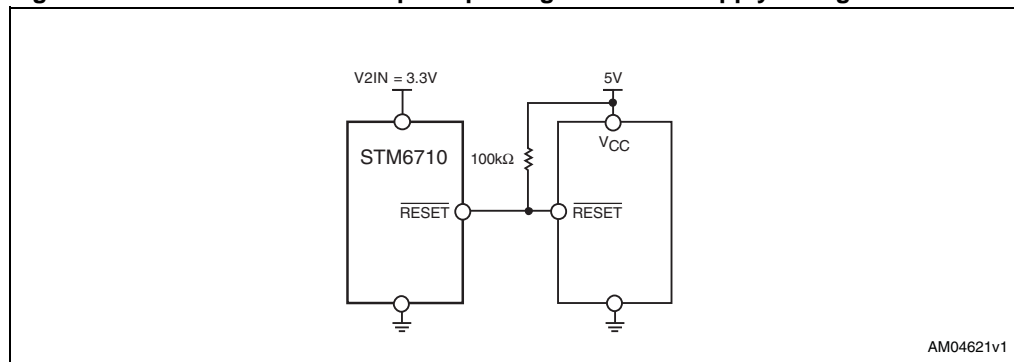 V2IN = 3.3V
5V
VCC
STM6710
100kΩ
RESET
RESET
AM04621v1